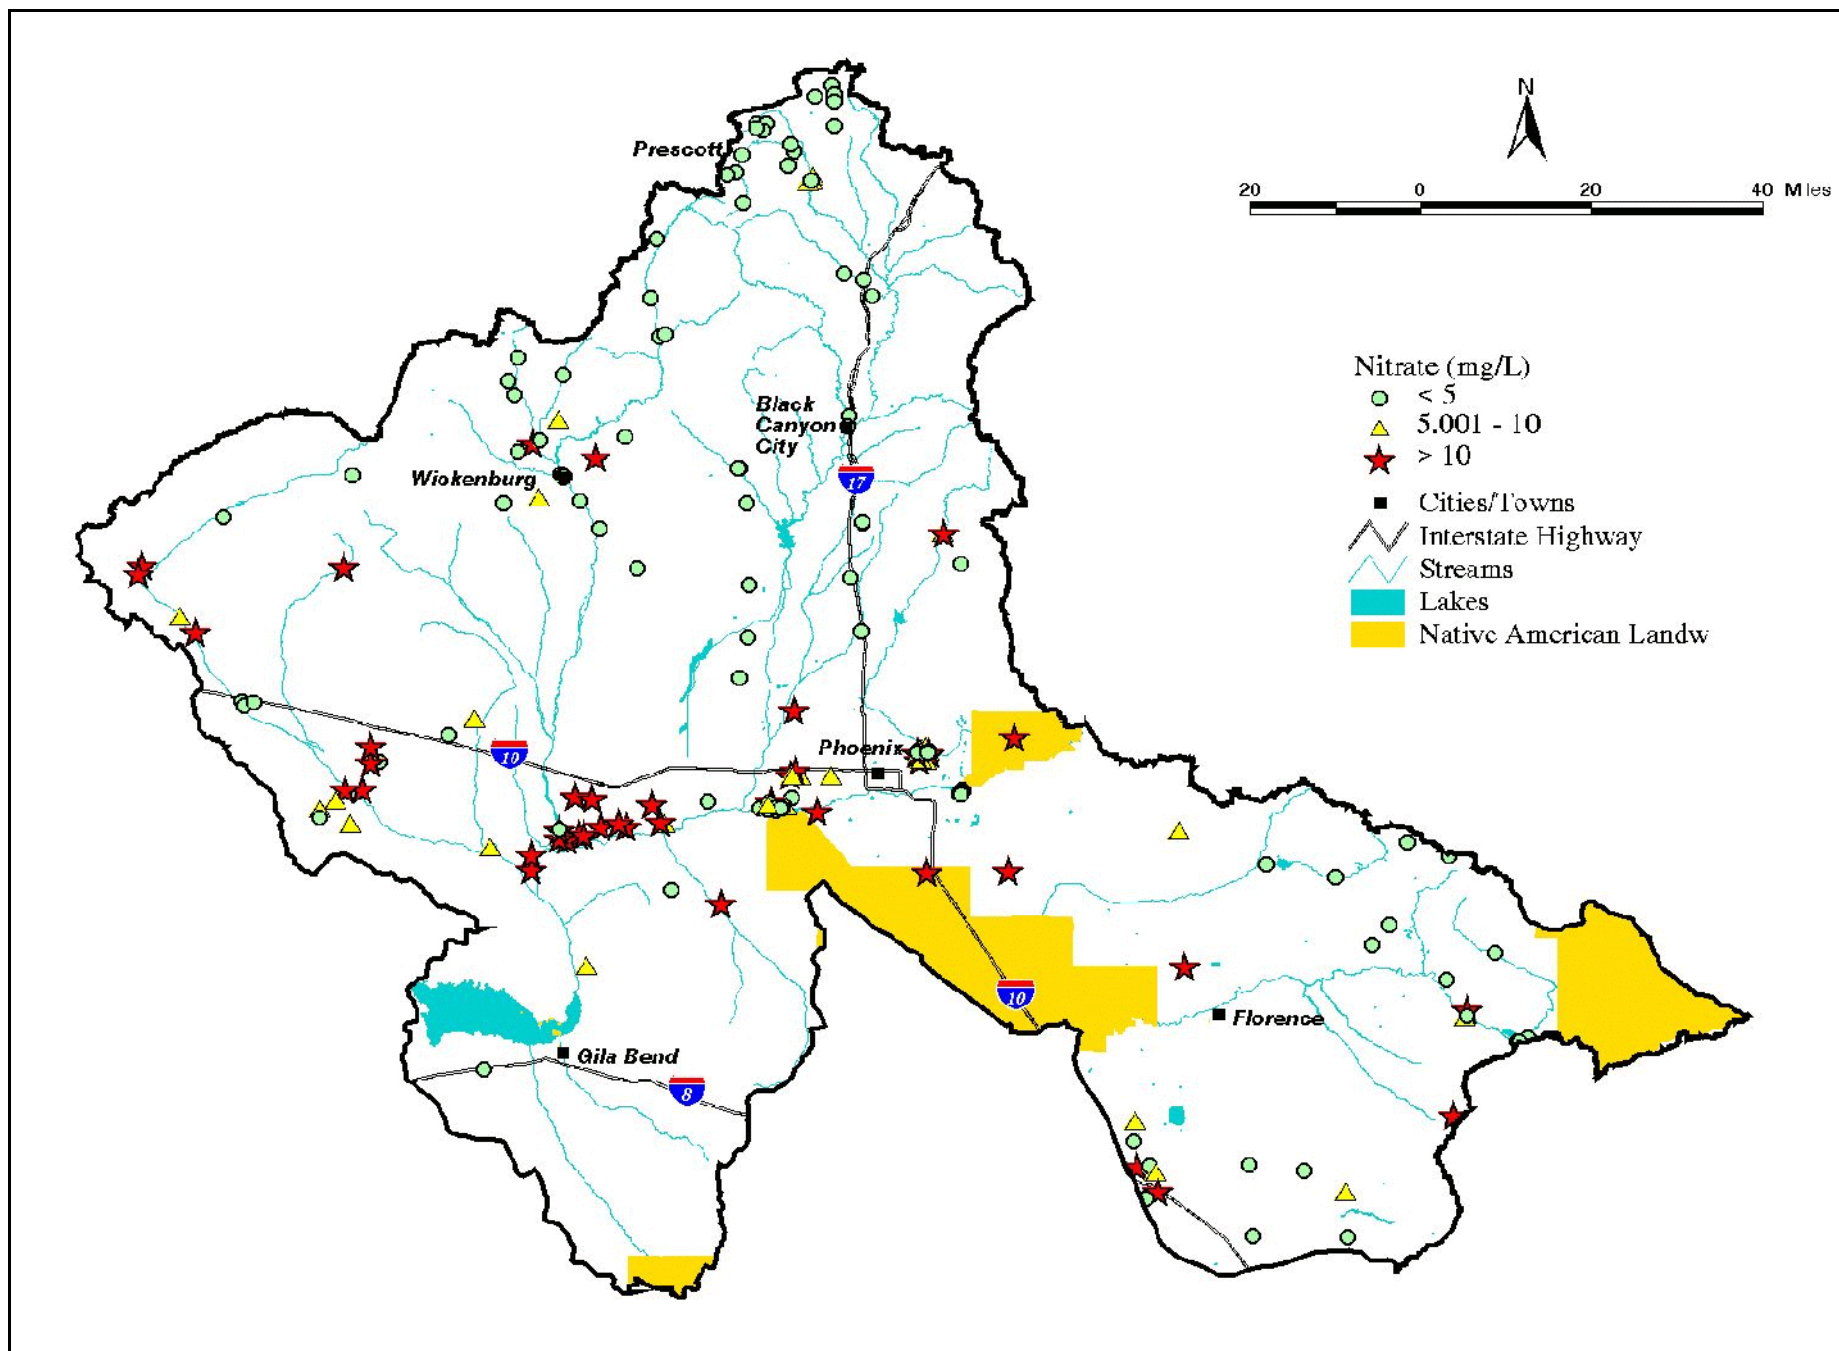 N
20 0 20 40 Miles
Prescott
Nitrate (mg/L)
< 5
5.001 - 10
> 10
Cities/Towns
Interstate Highway
Streams
Lakes
Native American Landw
Black
Canyon
City
Wickenburg
17
Phoenix
10
10
Florence
Gila Bend
8